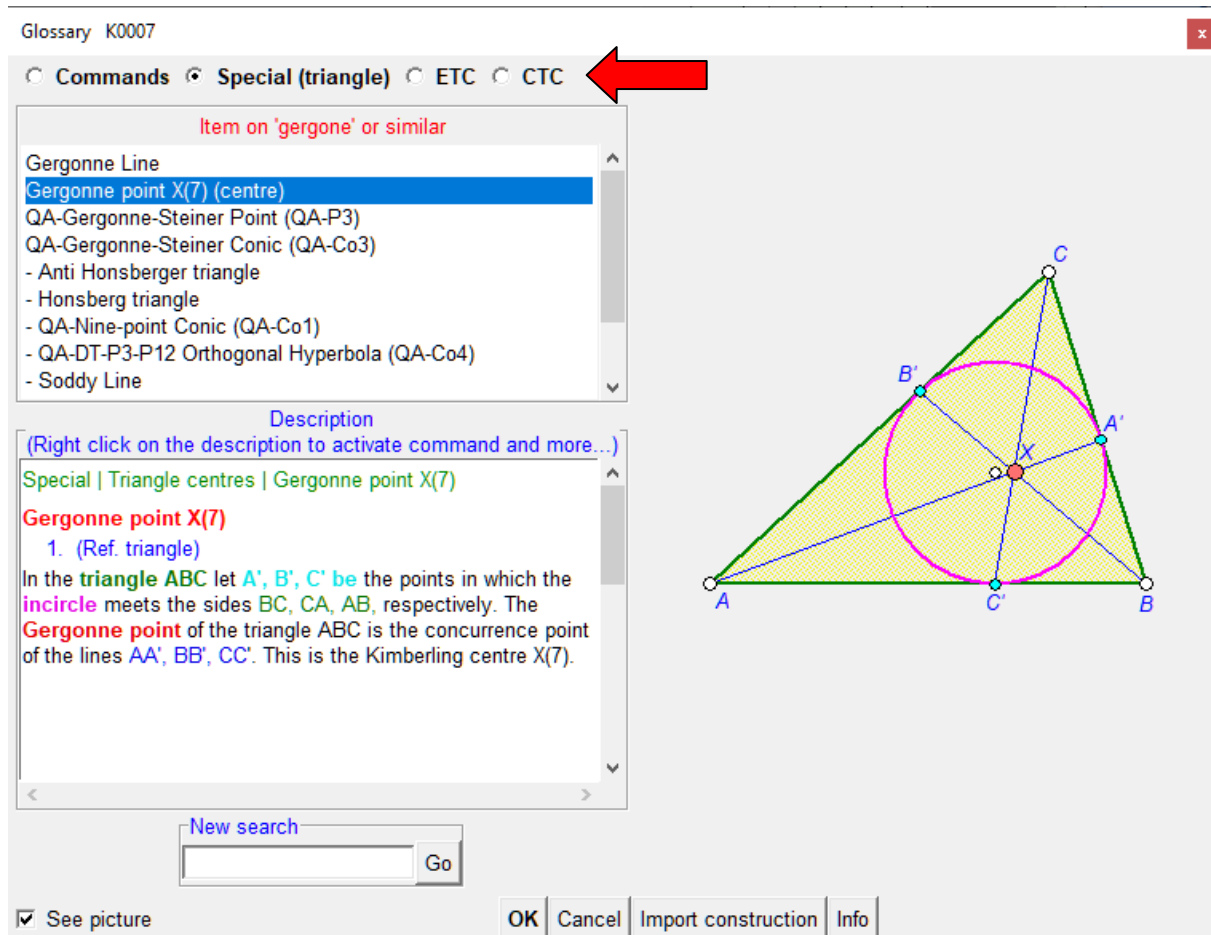 Glossary K0007
x
Commands Special (triangle) ETC CTC
Item on 'gergone' or similar
Gergonne Line
Gergonne point X(7) (centre)
QA-Gergonne-Steiner Point (QA-P3)
QA-Gergonne-Steiner Conic (QA-Co3)
- Anti Honsberger triangle
- Honsberg triangle
- QA-Nine-point Conic (QA-Co1)
- QA-DT-P3-P12 Orthogonal Hyperbola (QA-Co4)
- Soddy Line
Description
(Right click on the description to activate command and more...)
Special | Triangle centres | Gergonne point X(7)
Gergonne point X(7)
1. (Ref. triangle)
In the triangle ABC let A', B', C' be the points in which the
incircle meets the sides BC, CA, AB, respectively. The
Gergonne point of the triangle ABC is the concurrence point
of the lines AA', BB', CC'. This is the Kimberling centre X(7).
New search
Go
See picture
OK Cancel Import construction Info
C
B'
A'
X
A
C'
B